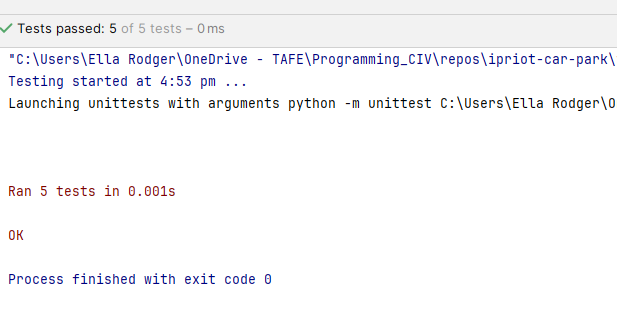 Tests passed: 5 of 5 tests – 0 ms
"C:\Users\Ella Rodger\OneDrive - TAFE\Programming_CIV\repos\ipriot-car-park\
Testing started at 4:53 pm ...
Launching unittests with arguments python -m unittest C:\Users\Ella Rodger\O
Ran 5 tests in 0.001s
OK
Process finished with exit code 0